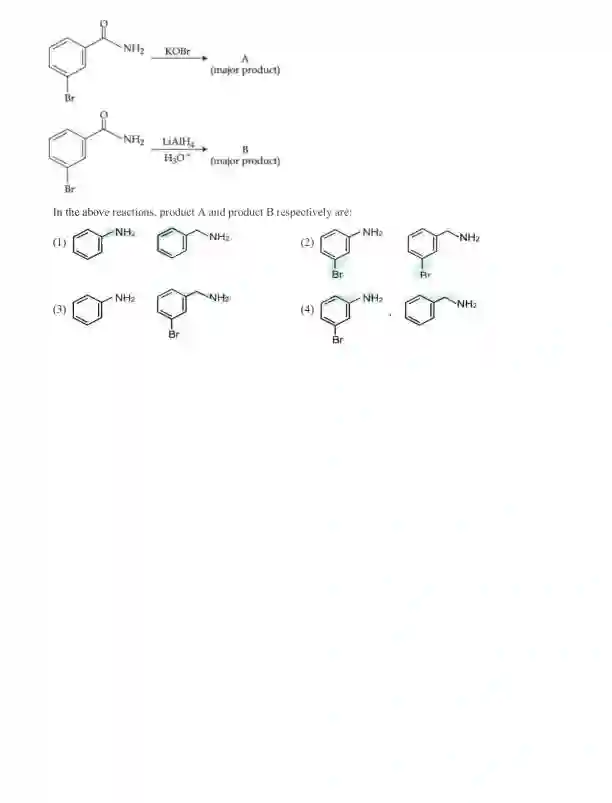 O
NH₂
KOBr
A
(major product)
Br
O
NH₂
LiAlH₄
H₃O⁺
B
(major product)
Br
In the above reactions, product A and product B respectively are:
(1) NH₂ NH₂
(2) NH₂ NH₂
Br Br
(3) NH₂ NH₂
Br
(4) NH₂ , NH₂
Br